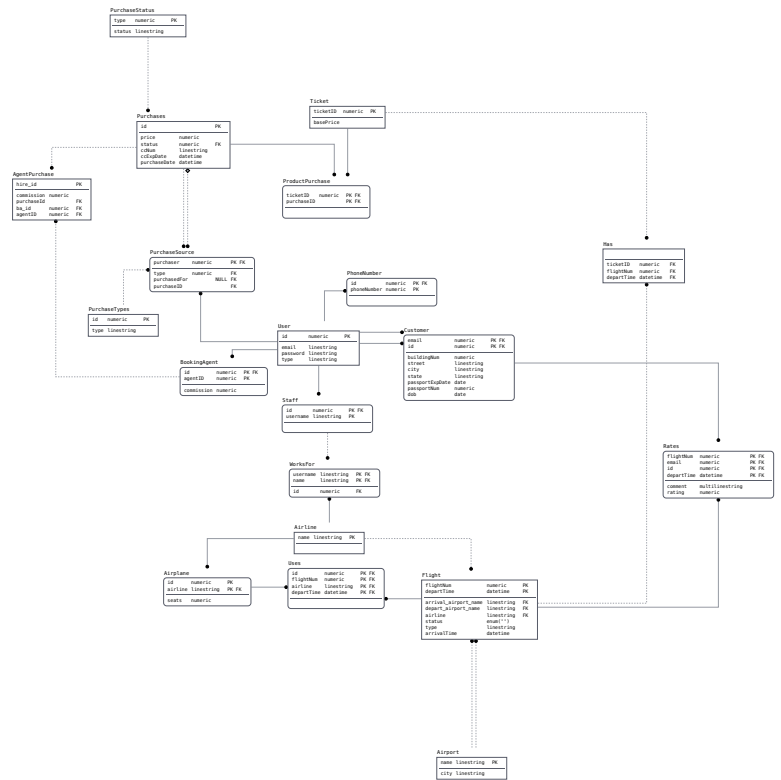 PurchaseStatus
type numeric PK
status linestring
Purchases
id PK
price numeric
status numeric FK
cdNum linestring
ccExpDate datetime
purchaseDate datetime
Ticket
ticketID numeric PK
basePrice
AgentPurchase
hire_id PK
commission numeric
purchaseId FK
ba_id numeric FK
agentID numeric FK
ProductPurchase
ticketID numeric PK FK
purchaseID PK FK
PurchaseSource
purchaser numeric PK FK
type numeric FK
purchasedFor NULL FK
purchaseID FK
Has
ticketID numeric FK
flightNum numeric FK
departTime datetime FK
PhoneNumber
id numeric PK FK
phoneNumber numeric PK
PurchaseTypes
id numeric PK
type linestring
User
id numeric PK
email linestring
password linestring
type linestring
Customer
email numeric PK FK
id numeric PK FK
buildingNum numeric
street linestring
city linestring
state linestring
passportExpDate date
passportNum numeric
dob date
BookingAgent
id numeric PK FK
agentID numeric PK
commission numeric
Staff
id numeric PK FK
username linestring PK
Rates
flightNum numeric PK FK
email numeric PK FK
id numeric PK FK
departTime datetime PK FK
comment multilinestring
rating numeric
WorksFor
username linestring PK FK
name linestring PK FK
id numeric FK
Airline
name linestring PK
Airplane
id numeric PK
airline linestring PK FK
seats numeric
Uses
id numeric PK FK
flightNum numeric PK FK
airline linestring PK FK
departTime datetime PK FK
Flight
flightNum numeric PK
departTime datetime PK
arrival_airport_name linestring FK
depart_airport_name linestring FK
airline linestring FK
status enum('')
type linestring
arrivalTime datetime
Airport
name linestring PK
city linestring